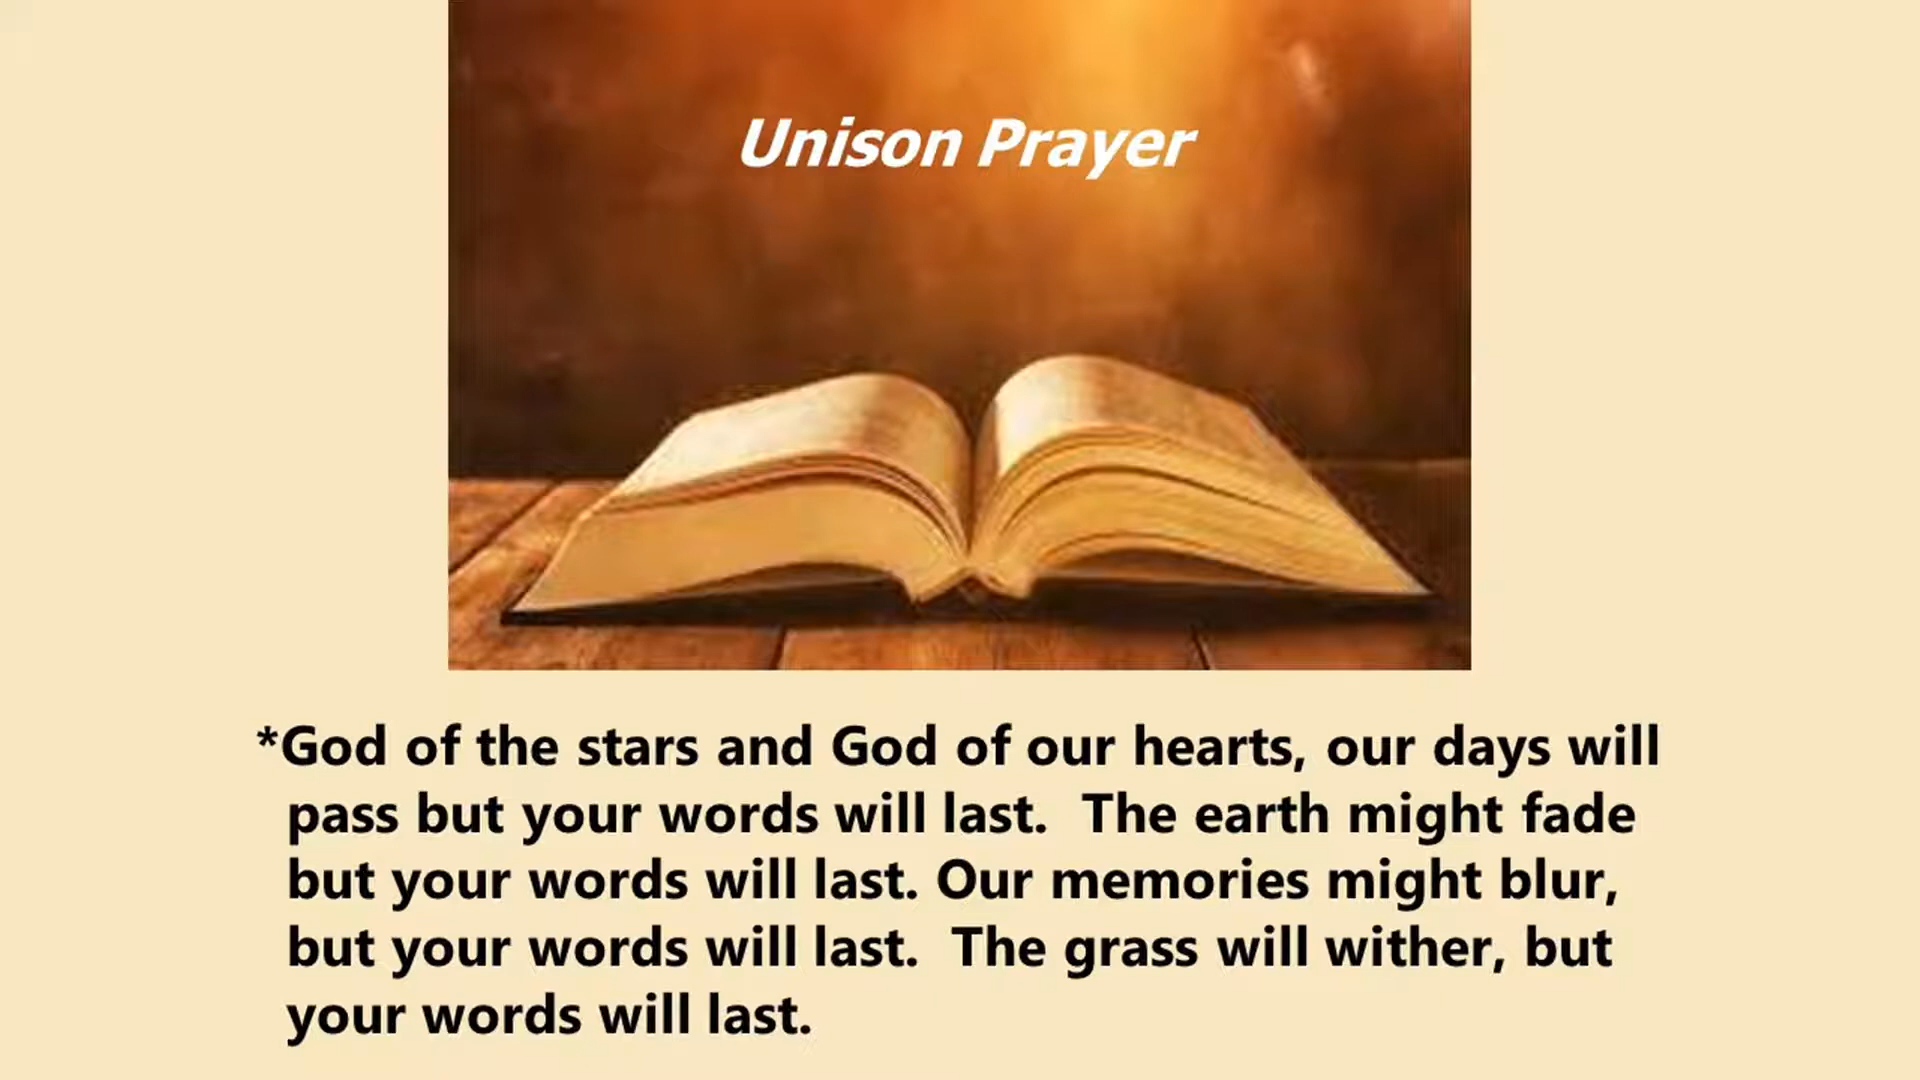 Unison Prayer
*God of the stars and God of our hearts, our days will
pass but your words will last.  The earth might fade
but your words will last. Our memories might blur,
but your words will last.  The grass will wither, but
your words will last.